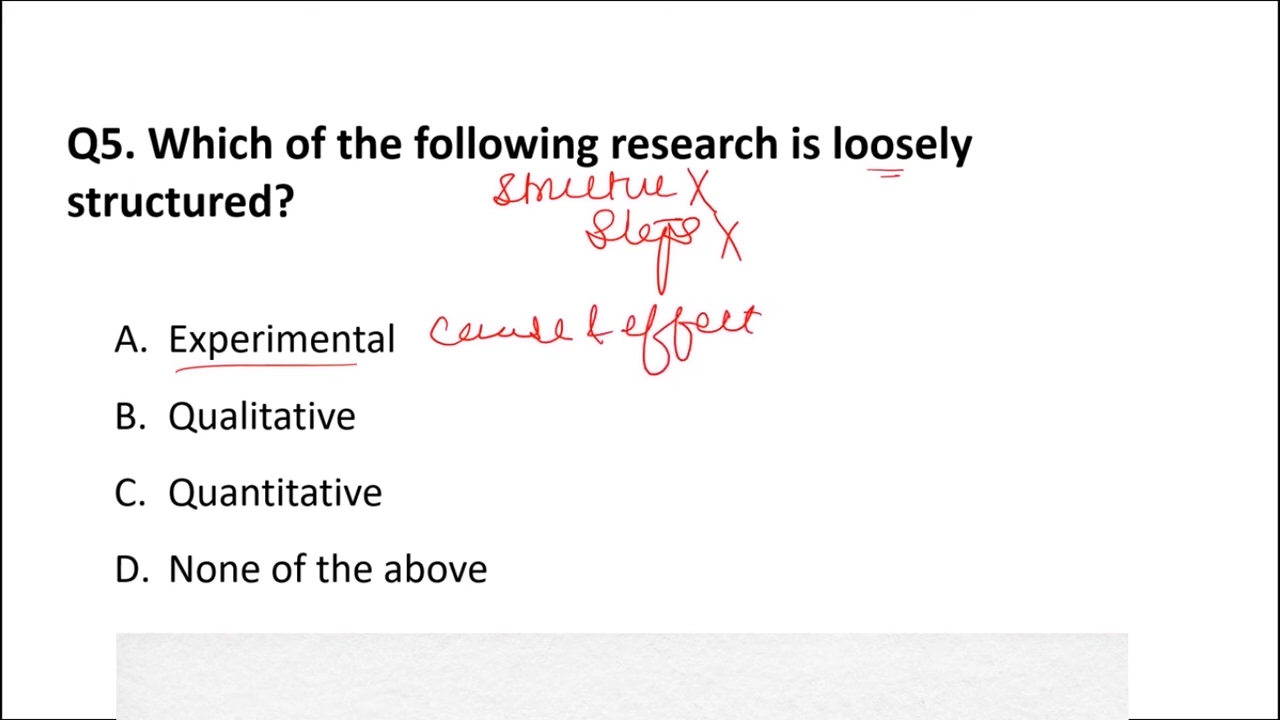 Q5. Which of the following research is loosely
structured?
Structure X
Steps X
A. Experimental cause & effect
B. Qualitative
C. Quantitative
D. None of the above